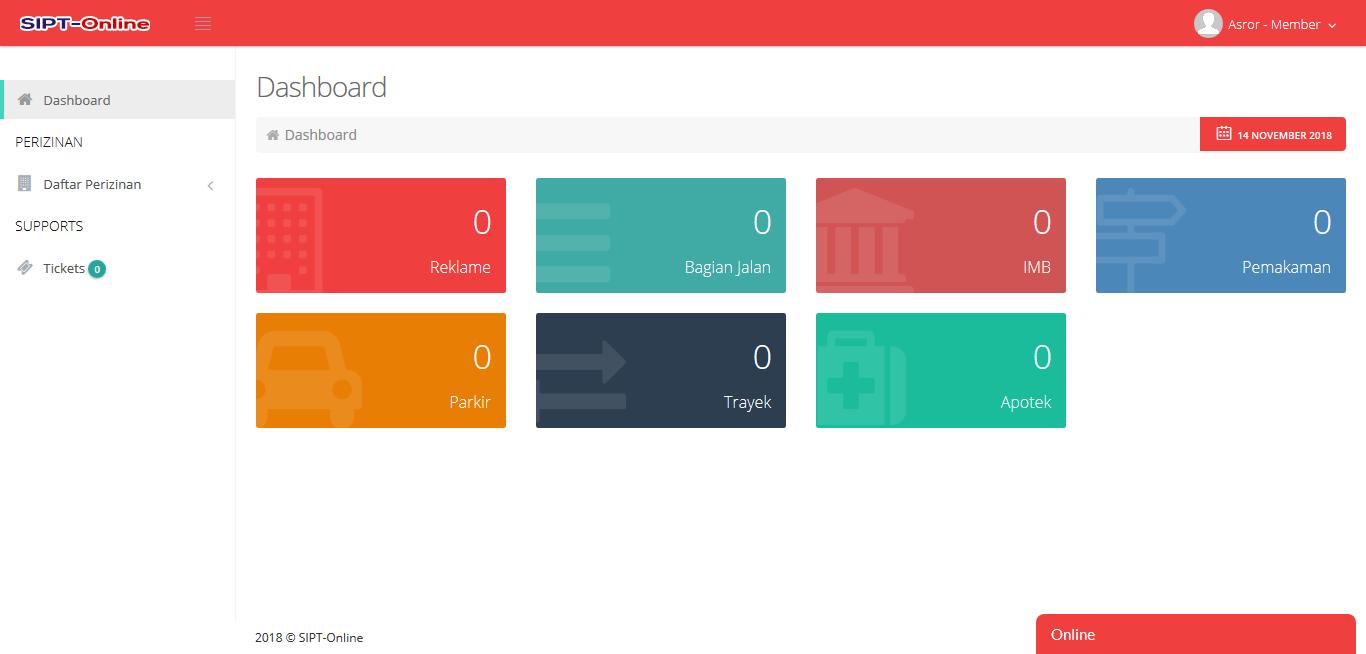 SIPT-Online
Asror - Member
Dashboard
PERIZINAN
Daftar Perizinan
SUPPORTS
Tickets 0
Dashboard
Dashboard
14 NOVEMBER 2018
0
Reklame
0
Bagian Jalan
0
IMB
0
Pemakaman
0
Parkir
0
Trayek
0
Apotek
2018 © SIPT-Online
Online